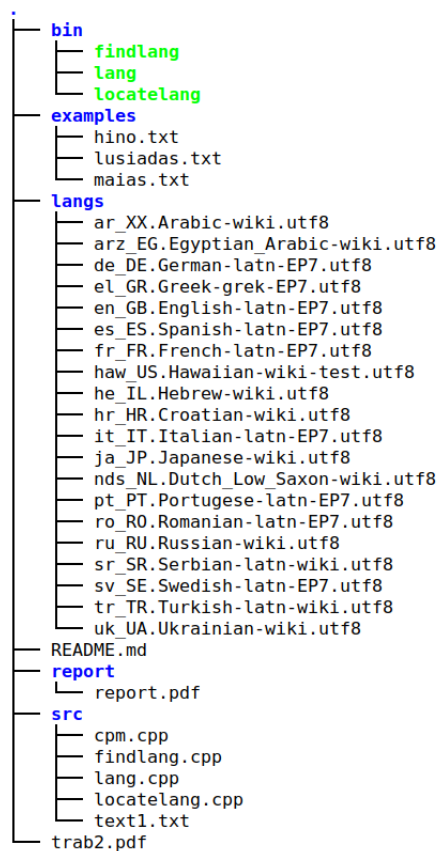 .
bin
findlang
lang
locatelang
examples
hino.txt
lusiadas.txt
maias.txt
langs
ar_XX.Arabic-wiki.utf8
arz_EG.Egyptian_Arabic-wiki.utf8
de_DE.German-latn-EP7.utf8
el_GR.Greek-grek-EP7.utf8
en_GB.English-latn-EP7.utf8
es_ES.Spanish-latn-EP7.utf8
fr_FR.French-latn-EP7.utf8
haw_US.Hawaiian-wiki-test.utf8
he_IL.Hebrew-wiki.utf8
hr_HR.Croatian-wiki.utf8
it_IT.Italian-latn-EP7.utf8
ja_JP.Japanese-wiki.utf8
nds_NL.Dutch_Low_Saxon-wiki.utf8
pt_PT.Portugese-latn-EP7.utf8
ro_RO.Romanian-latn-EP7.utf8
ru_RU.Russian-wiki.utf8
sr_SR.Serbian-latn-wiki.utf8
sv_SE.Swedish-latn-EP7.utf8
tr_TR.Turkish-latn-wiki.utf8
uk_UA.Ukrainian-wiki.utf8
README.md
report
report.pdf
src
cpm.cpp
findlang.cpp
lang.cpp
locatelang.cpp
text1.txt
trab2.pdf